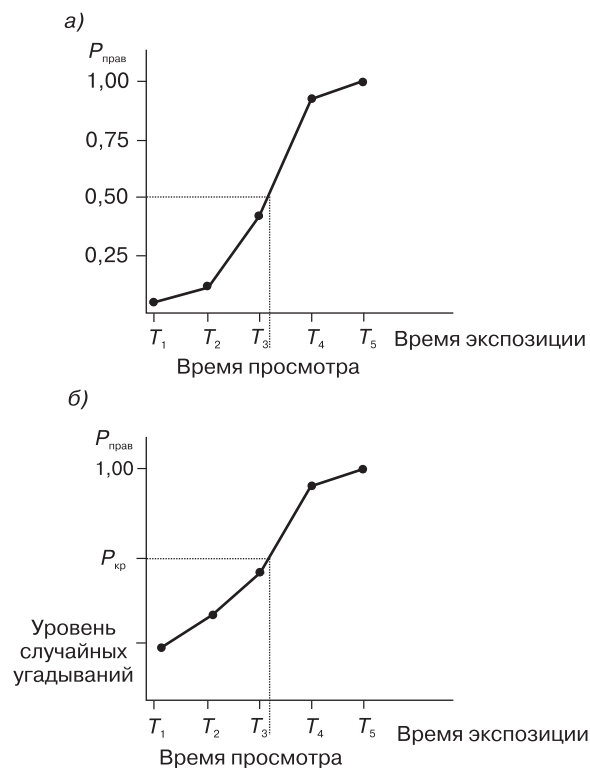 а)
Pправ
1,00
0,75
0,50
0,25
T1 T2 T3 T4 T5 Время экспозиции
Время просмотра
б)
Pправ
1,00
Pкр
Уровень
случайных
угадываний
T1 T2 T3 T4 T5 Время экспозиции
Время просмотра